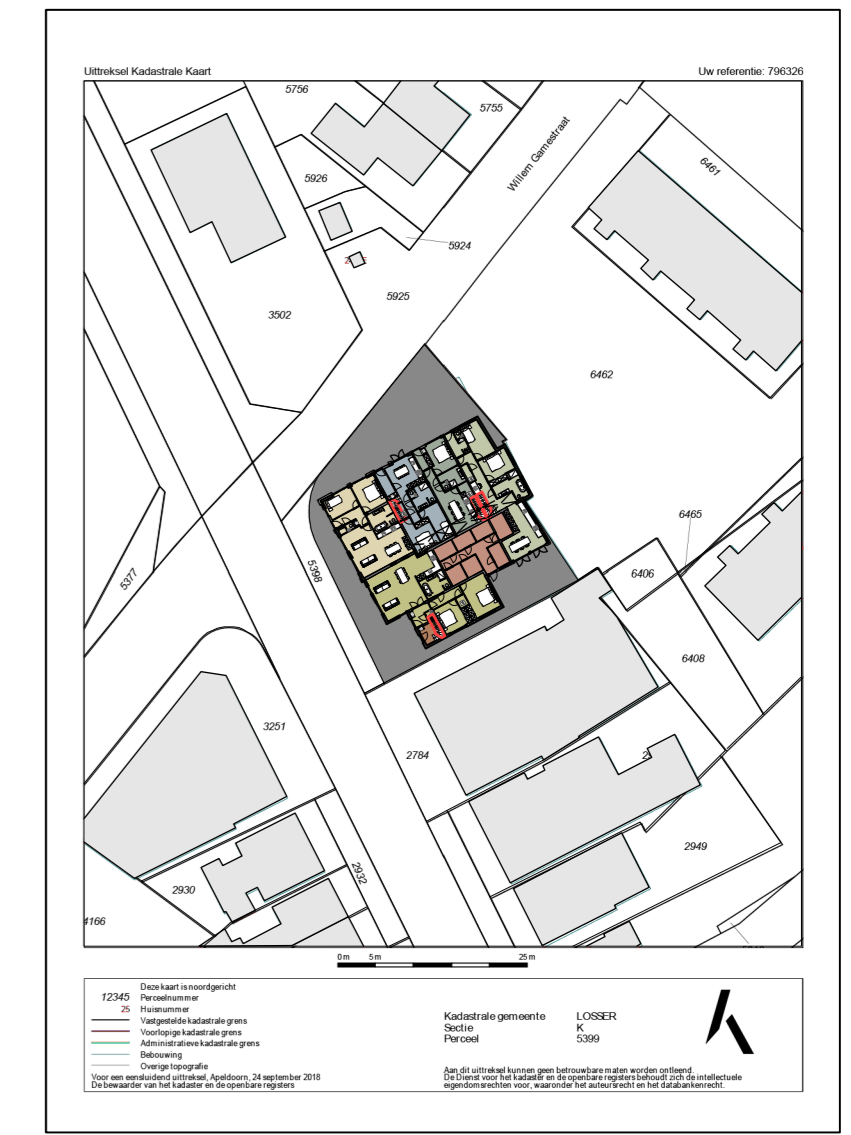 Uittreksel Kadastrale Kaart
Uw referentie: 796326
5756
5755
Willem Gamestraat
6461
5926
5924
5925
3502
6462
5377
5398
6465
6406
6408
3251
2784
2949
2930
2932
4166
0 m 5 m 25 m
Deze kaart is noordgericht
12345 Perceelnummer
25 Huisnummer
Vastgestelde kadastrale grens
Voorlopige kadastrale grens
Administratieve kadastrale grens
Bebouwing
Overige topografie
Voor een eensluidend uittreksel, Apeldoorn, 24 september 2018
De bewaarder van het kadaster en de openbare registers
Kadastrale gemeente LOSSER
Sectie K
Perceel 5399
Aan dit uittreksel kunnen geen betrouwbare maten worden ontleend.
De Dienst voor het kadaster en de openbare registers behoudt zich de intellectuele
eigendomsrechten voor, waaronder het auteursrecht en het databankenrecht.